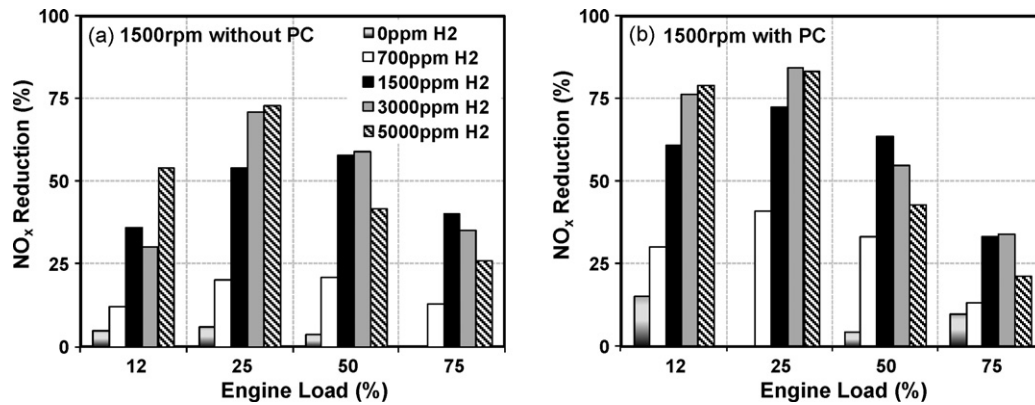 (a) 1500rpm without PC
0ppm H2
700ppm H2
1500ppm H2
3000ppm H2
5000ppm H2
100
75
50
25
0
NOx Reduction (%)
12 25 50 75
Engine Load (%)
(b) 1500rpm with PC
100
75
50
25
0
NOx Reduction (%)
12 25 50 75
Engine Load (%)